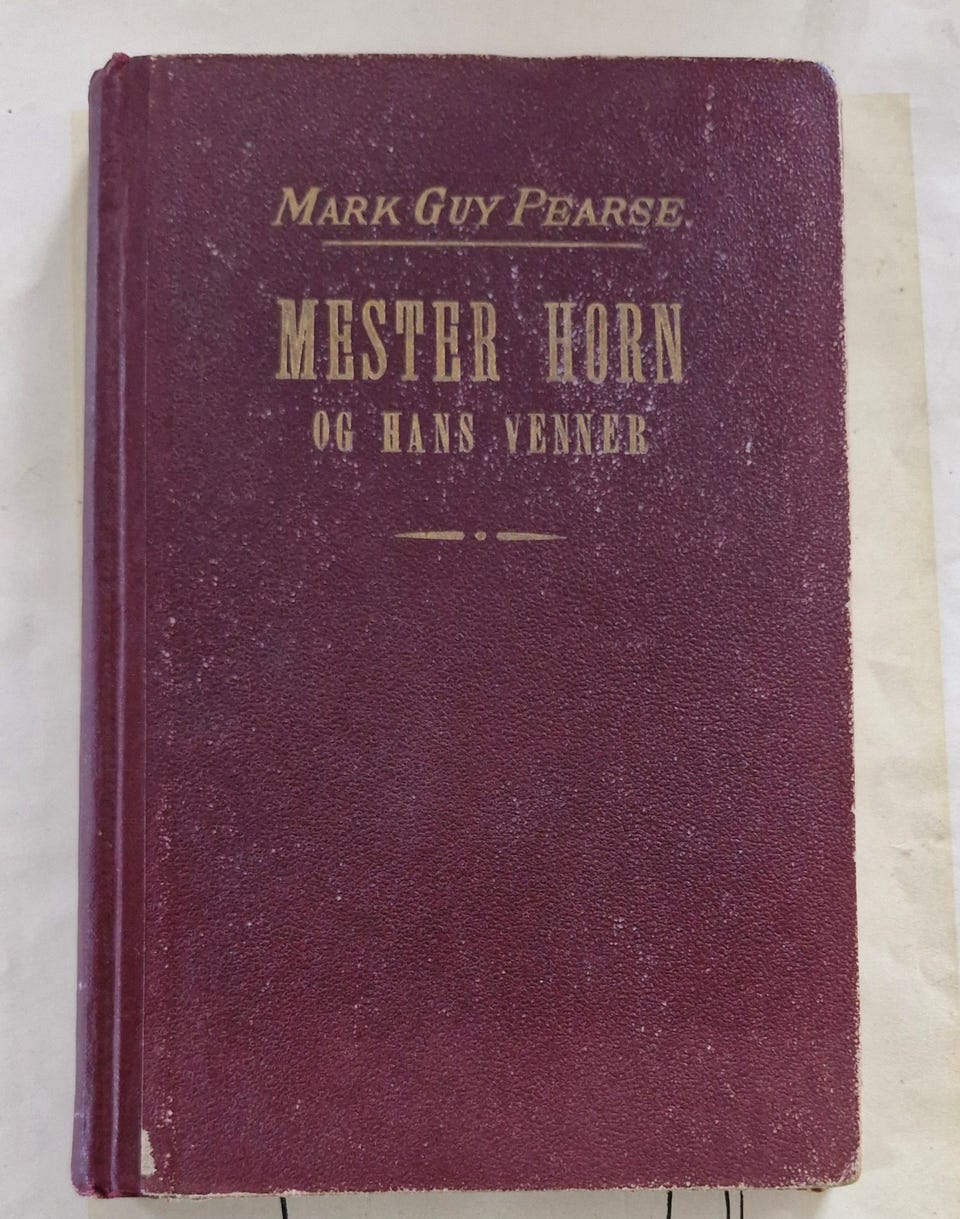 MARK GUY PEARSE.
MESTER HORN
OG HANS VENNER